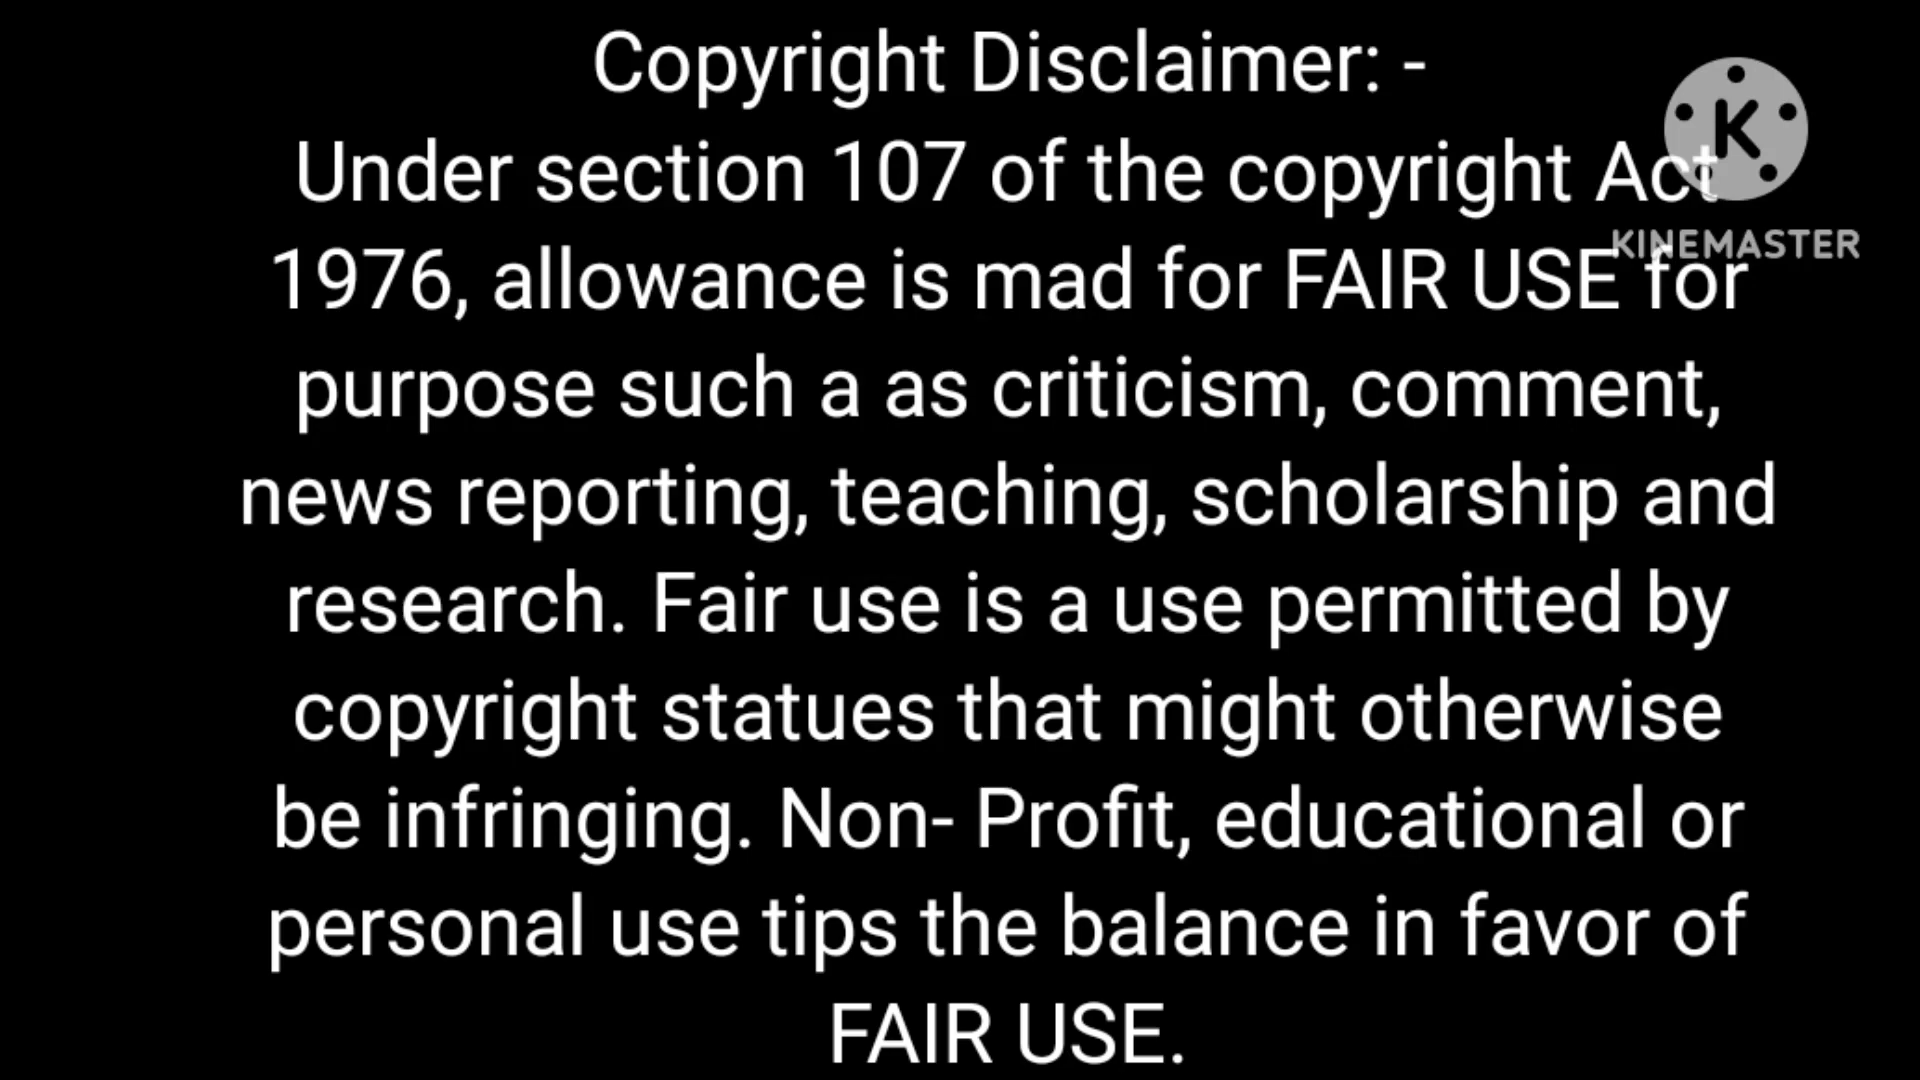 Copyright Disclaimer: -
Under section 107 of the copyright Act
1976, allowance is mad for FAIR USE for
purpose such a as criticism, comment,
news reporting, teaching, scholarship and
research. Fair use is a use permitted by
copyright statues that might otherwise
be infringing. Non- Profit, educational or
personal use tips the balance in favor of
FAIR USE.
K
KINEMASTER